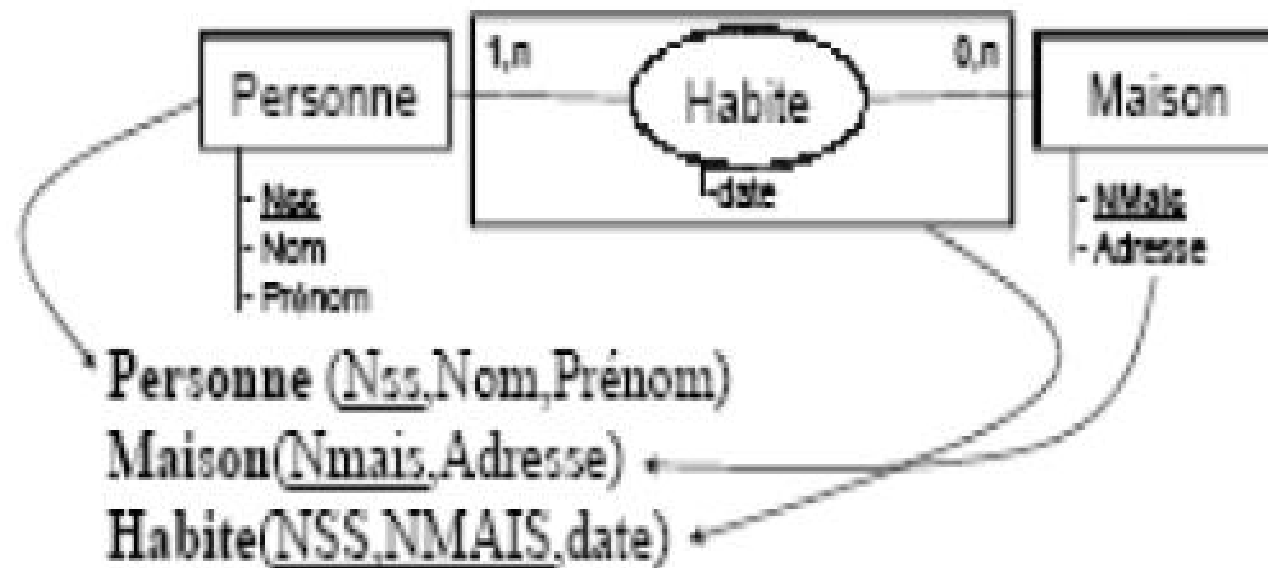 1,n
0,n
Personne
Habite
Maison
-date
- Nss
- Nom
- Prénom
- NMais
- Adresse
Personne (Nss,Nom,Prénom)
Maison(Nmais,Adresse)
Habite(NSS,NMAIS,date)